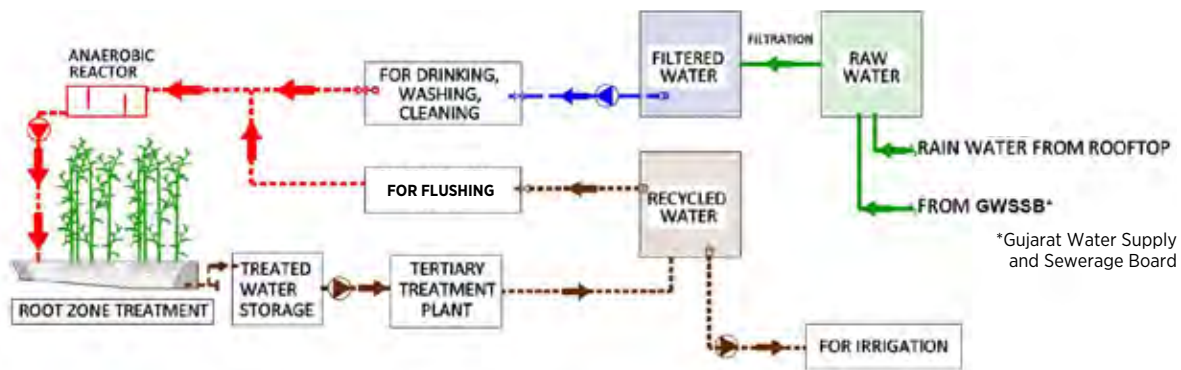 ANAEROBIC
REACTOR
FOR DRINKING,
WASHING,
CLEANING
FILTERED
WATER
FILTRATION
RAW
WATER
RAIN WATER FROM ROOFTOP
FROM GWSSB*
*Gujarat Water Supply
and Sewerage Board
FOR FLUSHING
RECYCLED
WATER
ROOT ZONE TREATMENT
TREATED
WATER
STORAGE
TERTIARY
TREATMENT
PLANT
FOR IRRIGATION